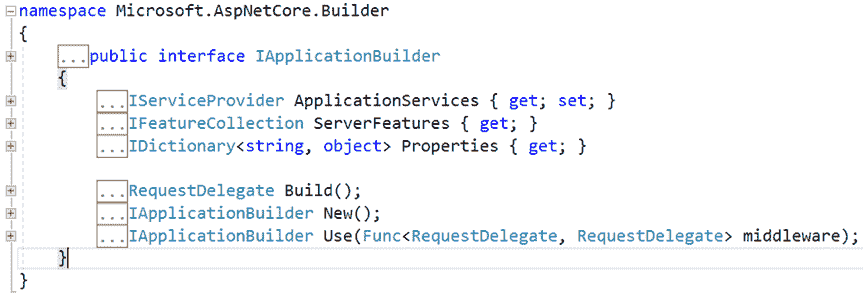 namespace Microsoft.AspNetCore.Builder
{
...public interface IApplicationBuilder
{
...IServiceProvider ApplicationServices { get; set; }
...IFeatureCollection ServerFeatures { get; }
...IDictionary<string, object> Properties { get; }
...RequestDelegate Build();
...IApplicationBuilder New();
...IApplicationBuilder Use(Func<RequestDelegate, RequestDelegate> middleware);
}
}